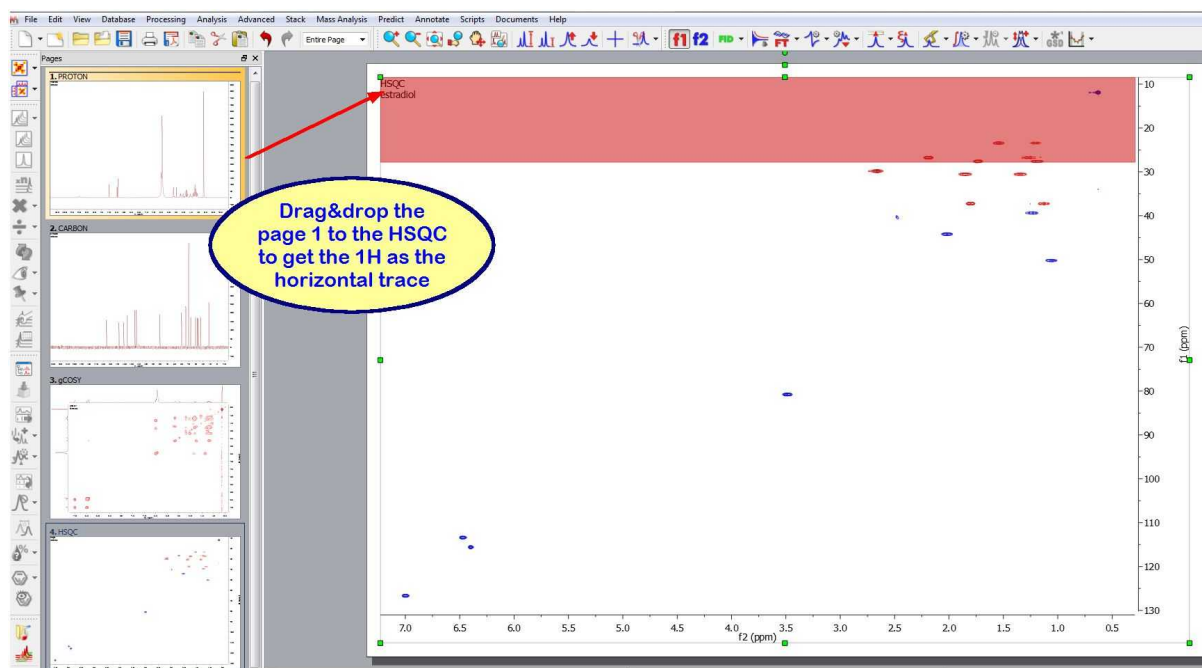 File Edit View Database Processing Analysis Advanced Stack Mass Analysis Predict Annotate Scripts Documents Help
Entire Page
f1 f2 FID FT GSD
Pages
1. PROTON
2. CARBON
3. gCOSY
4. HSQC
HSQC
estradiol
Drag&drop the
page 1 to the HSQC
to get the 1H as the
horizontal trace
10
20
30
40
50
60
70
80
90
100
110
120
130
f1 (ppm)
7.0 6.5 6.0 5.5 5.0 4.5 4.0 3.5 3.0 2.5 2.0 1.5 1.0 0.5
f2 (ppm)